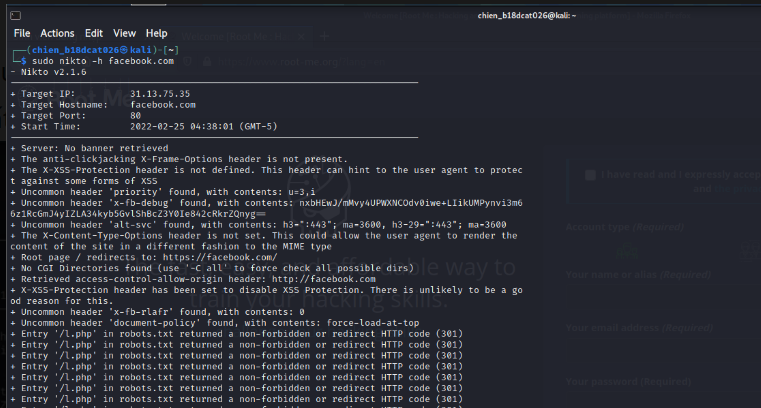 chien_b18dcat026@kali: ~
File Actions Edit View Help
(chien_b18dcat026㉿kali)-[~]
$ sudo nikto -h facebook.com
- Nikto v2.1.6
+ Target IP: 31.13.75.35
+ Target Hostname: facebook.com
+ Target Port: 80
+ Start Time: 2022-02-25 04:38:01 (GMT-5)
+ Server: No banner retrieved
+ The anti-clickjacking X-Frame-Options header is not present.
+ The X-XSS-Protection header is not defined. This header can hint to the user agent to protec
t against some forms of XSS
+ Uncommon header 'priority' found, with contents: u=3,i
+ Uncommon header 'x-fb-debug' found, with contents: nxbHEwJ/mMvy4UPWXNCOdv0iwe+LIikUMPynvi3m6
6z1RcGmJ4yIZLA34kyb5GvlShBcZ3Y0Ie842cRkrZQnyg==
+ Uncommon header 'alt-svc' found, with contents: h3=":443"; ma=3600, h3-29=":443"; ma=3600
+ The X-Content-Type-Options header is not set. This could allow the user agent to render the
content of the site in a different fashion to the MIME type
+ Root page / redirects to: https://facebook.com/
+ No CGI Directories found (use '-C all' to force check all possible dirs)
+ Retrieved access-control-allow-origin header: http://facebook.com
+ X-XSS-Protection header has been set to disable XSS Protection. There is unlikely to be a go
od reason for this.
+ Uncommon header 'x-fb-rlafr' found, with contents: 0
+ Uncommon header 'document-policy' found, with contents: force-load-at-top
+ Entry '/l.php' in robots.txt returned a non-forbidden or redirect HTTP code (301)
+ Entry '/l.php' in robots.txt returned a non-forbidden or redirect HTTP code (301)
+ Entry '/l.php' in robots.txt returned a non-forbidden or redirect HTTP code (301)
+ Entry '/l.php' in robots.txt returned a non-forbidden or redirect HTTP code (301)
+ Entry '/l.php' in robots.txt returned a non-forbidden or redirect HTTP code (301)
+ Entry '/l.php' in robots.txt returned a non-forbidden or redirect HTTP code (301)
+ Entry '/l.php' in robots.txt returned a non-forbidden or redirect HTTP code (301)
and affordable way to
train your hacking skills.
I have read and I expressly accep
Account type (Required)
Your name or alias (Required)
Your email address (Required)
Your password (Required)